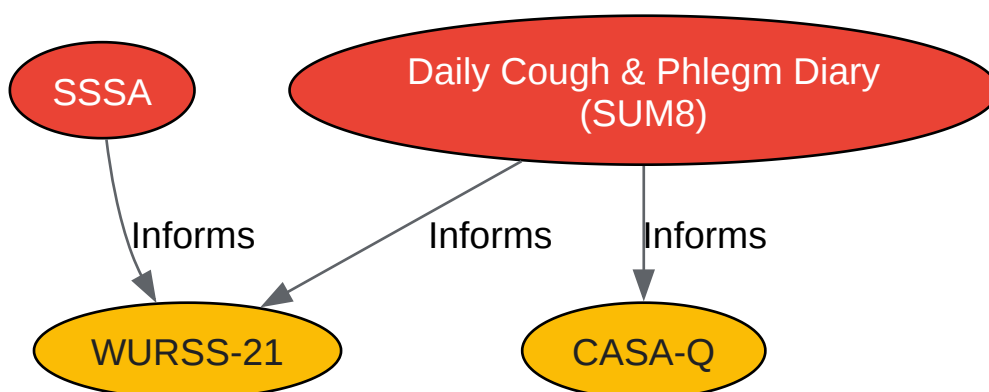 SSSA
Daily Cough & Phlegm Diary
(SUM8)
Informs
Informs
Informs
WURSS-21
CASA-Q